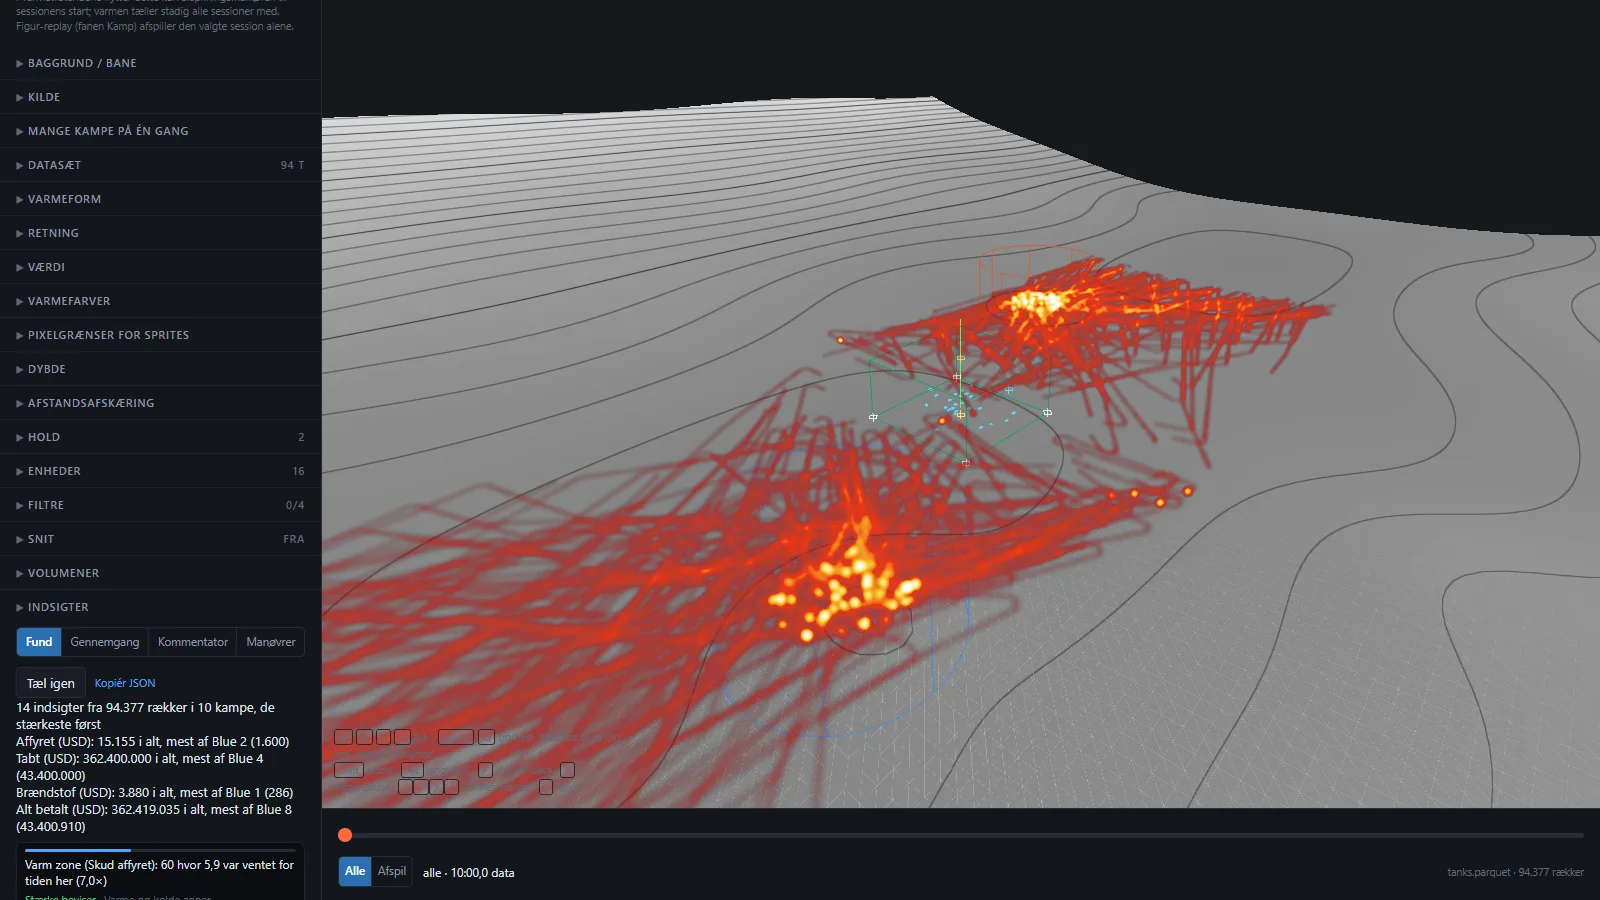 sessionens start; varmen tæller stadig alle sessioner med.
Figur-replay (fanen Kamp) afspiller den valgte session alene.
BAGGRUND / BANE
KILDE
MANGE KAMPE PÅ ÉN GANG
DATASÆT 94 T
VARMEFORM
RETNING
VÆRDI
VARMEFARVER
PIXELGRÆNSER FOR SPRITES
DYBDE
AFSTANDSAFSKÆRING
HOLD 2
ENHEDER 16
FILTRE 0/4
SNIT FRA
VOLUMENER
INDSIGTER
Fund Gennemgang Kommentator Manøvrer
Tæl igen Kopiér JSON
14 indsigter fra 94.377 rækker i 10 kampe, de
stærkeste først
Affyret (USD): 15.155 i alt, mest af Blue 2 (1.600)
Tabt (USD): 362.400.000 i alt, mest af Blue 4
(43.400.000)
Brændstof (USD): 3.880 i alt, mest af Blue 1 (286)
Alt betalt (USD): 362.419.035 i alt, mest af Blue 8
(43.400.910)
Varm zone (Skud affyret): 60 hvor 5,9 var ventet for
tiden her (7,0×)
Stærke beviser · Varme og kolde zoner
Alle Afspil alle · 10:00,0 data
tanks.parquet · 94.377 rækker